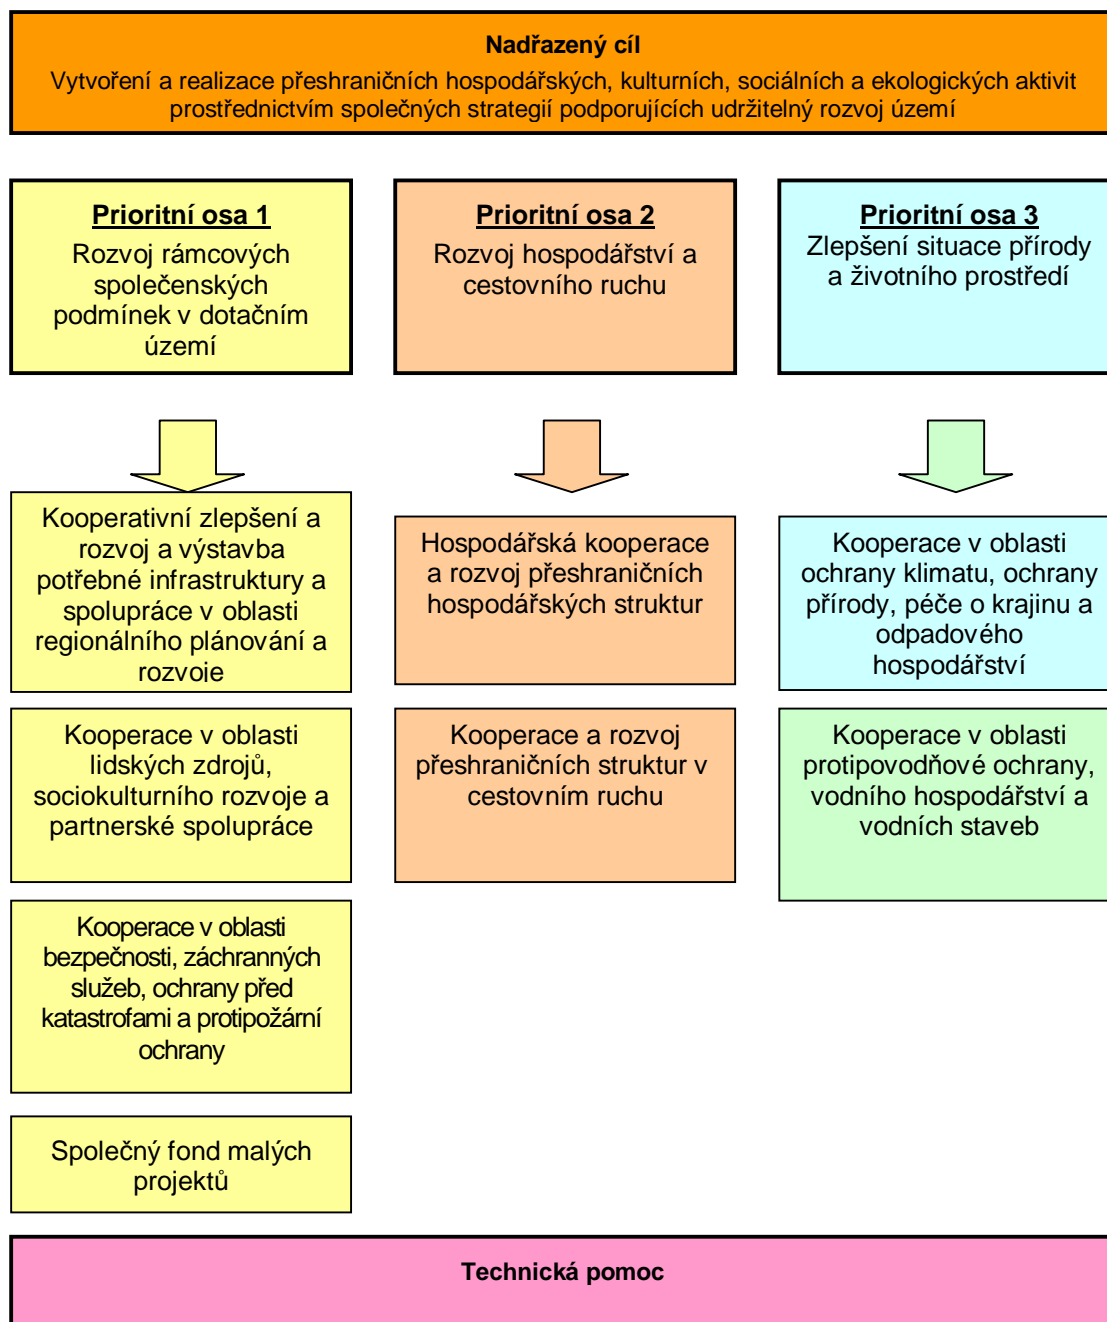 Nadřazený cíl
Vytvoření a realizace přeshraničních hospodářských, kulturních, sociálních a ekologických aktivit
prostřednictvím společných strategií podporujících udržitelný rozvoj území
Prioritní osa 1
Rozvoj rámcových
společenských
podmínek v dotačním
území
Prioritní osa 2
Rozvoj hospodářství a
cestovního ruchu
Prioritní osa 3
Zlepšení situace přírody
a životního prostředí
Kooperativní zlepšení a
rozvoj a výstavba
potřebné infrastruktury a
spolupráce v oblasti
regionálního plánování a
rozvoje
Hospodářská kooperace
a rozvoj přeshraničních
hospodářských struktur
Kooperace v oblasti
ochrany klimatu, ochrany
přírody, péče o krajinu a
odpadového
hospodářství
Kooperace v oblasti
lidských zdrojů,
sociokulturního rozvoje a
partnerské spolupráce
Kooperace a rozvoj
přeshraničních struktur v
cestovním ruchu
Kooperace v oblasti
protipovodňové ochrany,
vodního hospodářství a
vodních staveb
Kooperace v oblasti
bezpečnosti, záchranných
služeb, ochrany před
katastrofami a protipožární
ochrany
Společný fond malých
projektů
Technická pomoc